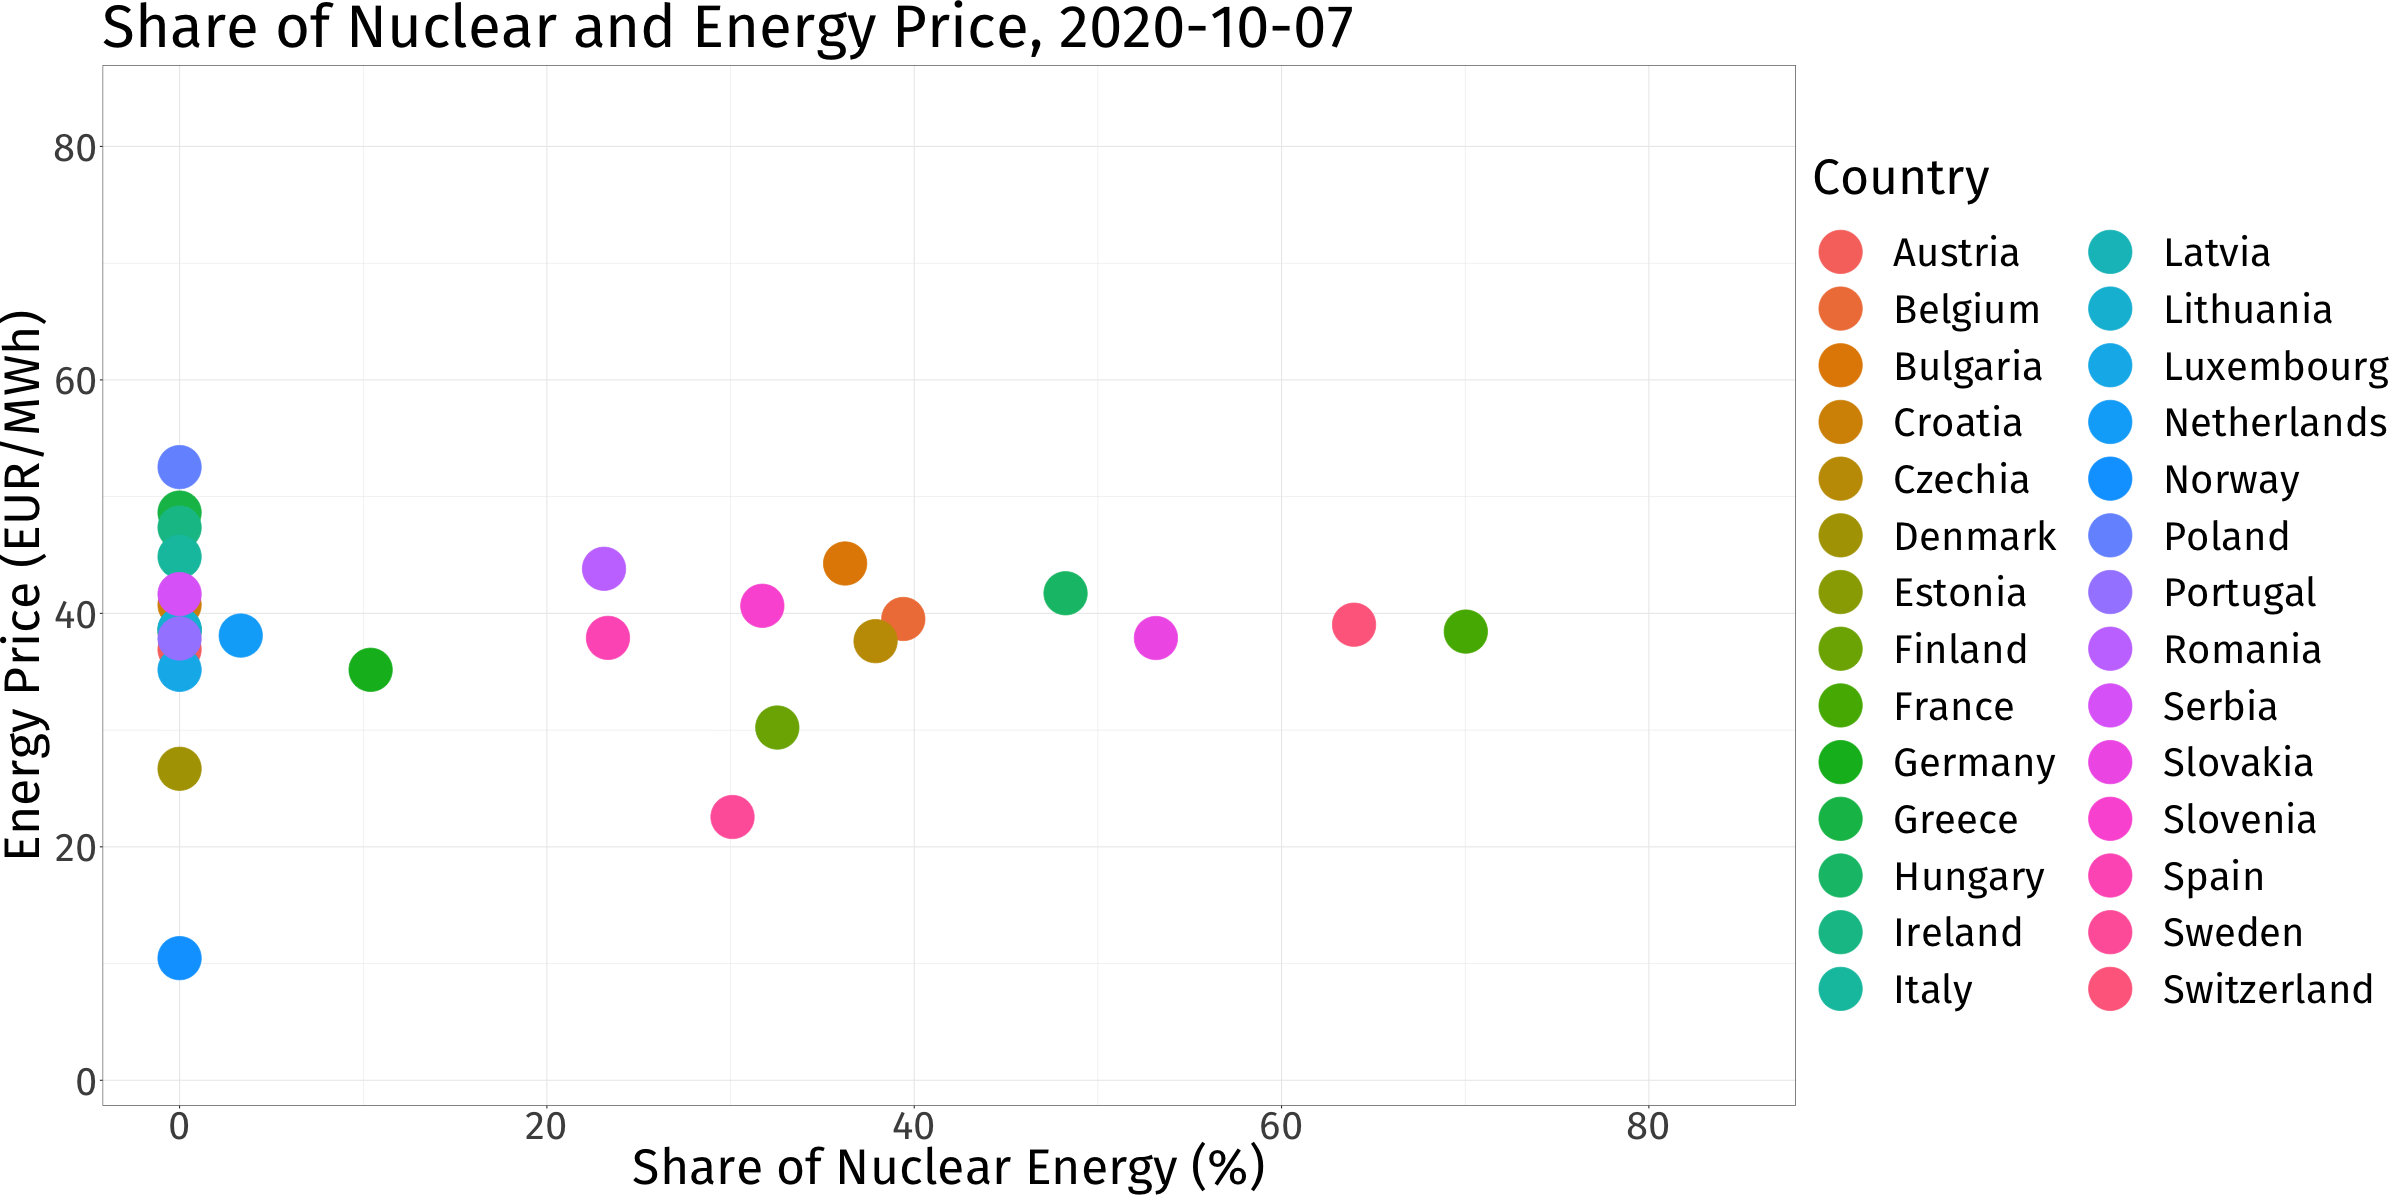 Share of Nuclear and Energy Price, 2020-10-07
Energy Price (EUR/MWh)
80
60
40
20
0
0 20 40 60 80
Share of Nuclear Energy (%)
Country
Austria
Belgium
Bulgaria
Croatia
Czechia
Denmark
Estonia
Finland
France
Germany
Greece
Hungary
Ireland
Italy
Latvia
Lithuania
Luxembourg
Netherlands
Norway
Poland
Portugal
Romania
Serbia
Slovakia
Slovenia
Spain
Sweden
Switzerland